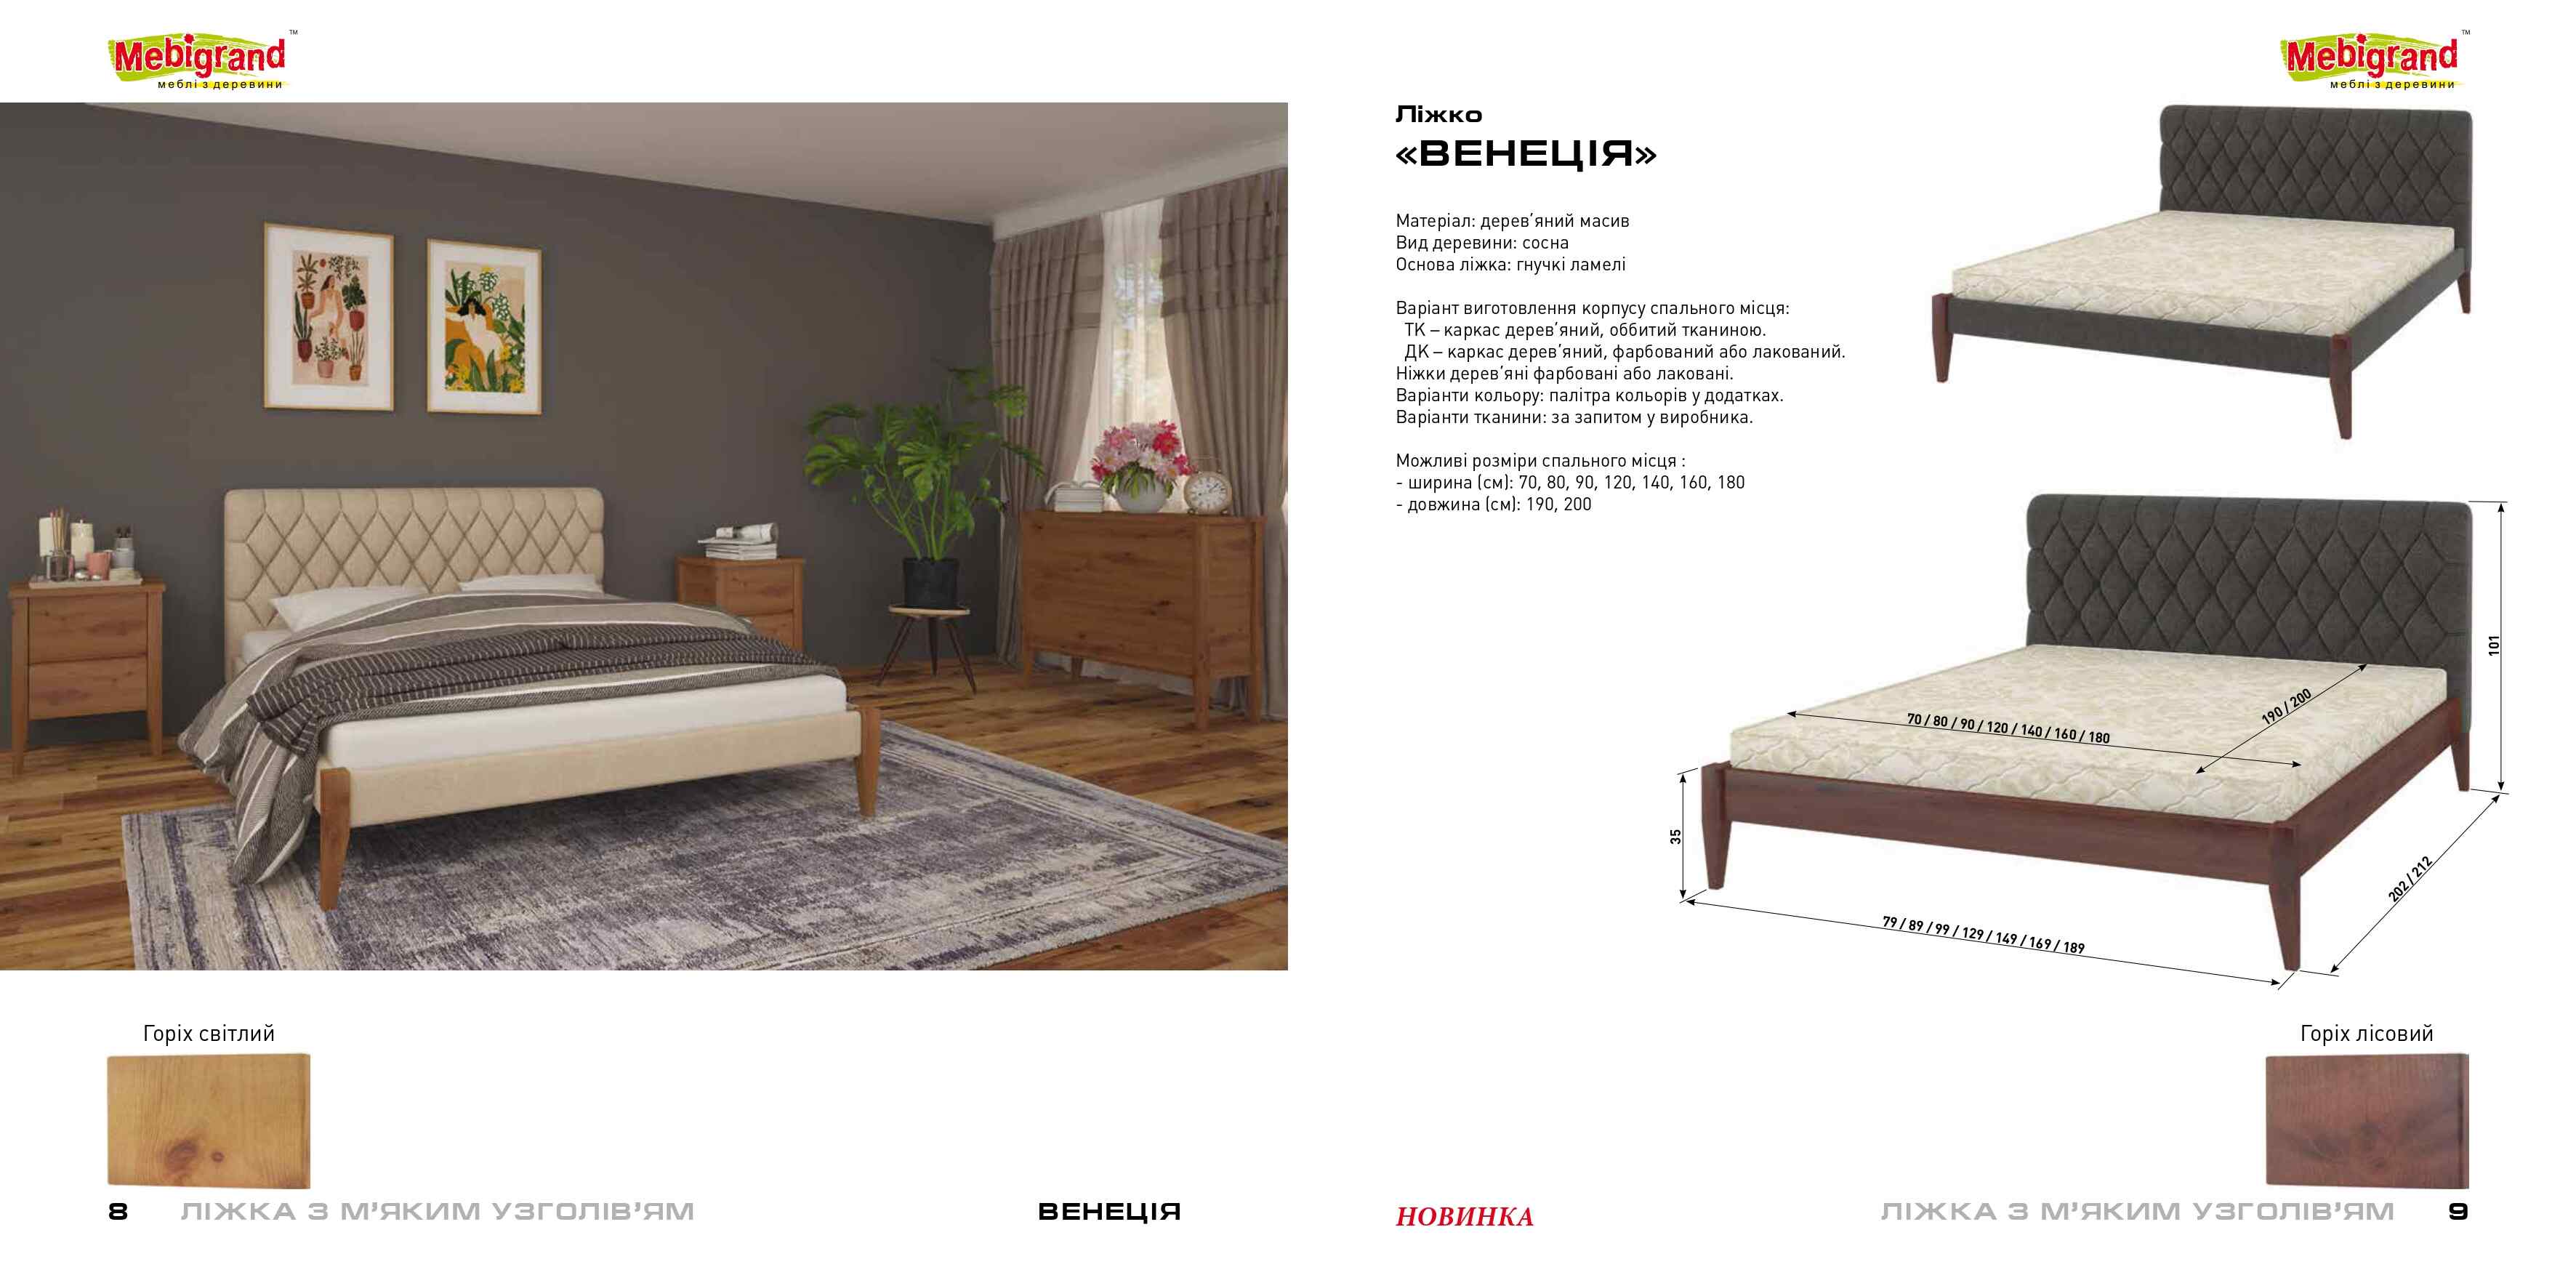 Mebigrand TM
меблі з деревини
Горіх світлий
8 ЛІЖКА З М’ЯКИМ УЗГОЛІВ’ЯМ ВЕНЕЦІЯ
Mebigrand TM
меблі з деревини
Ліжко
«ВЕНЕЦІЯ»
Матеріал: дерев’яний масив
Вид деревини: сосна
Основа ліжка: гнучкі ламелі
Варіант виготовлення корпусу спального місця:
ТК – каркас дерев’яний, оббитий тканиною.
ДК – каркас дерев’яний, фарбований або лакований.
Ніжки дерев’яні фарбовані або лаковані.
Варіанти кольору: палітра кольорів у додатках.
Варіанти тканини: за запитом у виробника.
Можливі розміри спального місця :
- ширина (см): 70, 80, 90, 120, 140, 160, 180
- довжина (см): 190, 200
101
190 / 200
70 / 80 / 90 / 120 / 140 / 160 / 180
35
202 / 212
79 / 89 / 99 / 129 / 149 / 169 / 189
Горіх лісовий
НОВИНКА ЛІЖКА З М’ЯКИМ УЗГОЛІВ’ЯМ 9